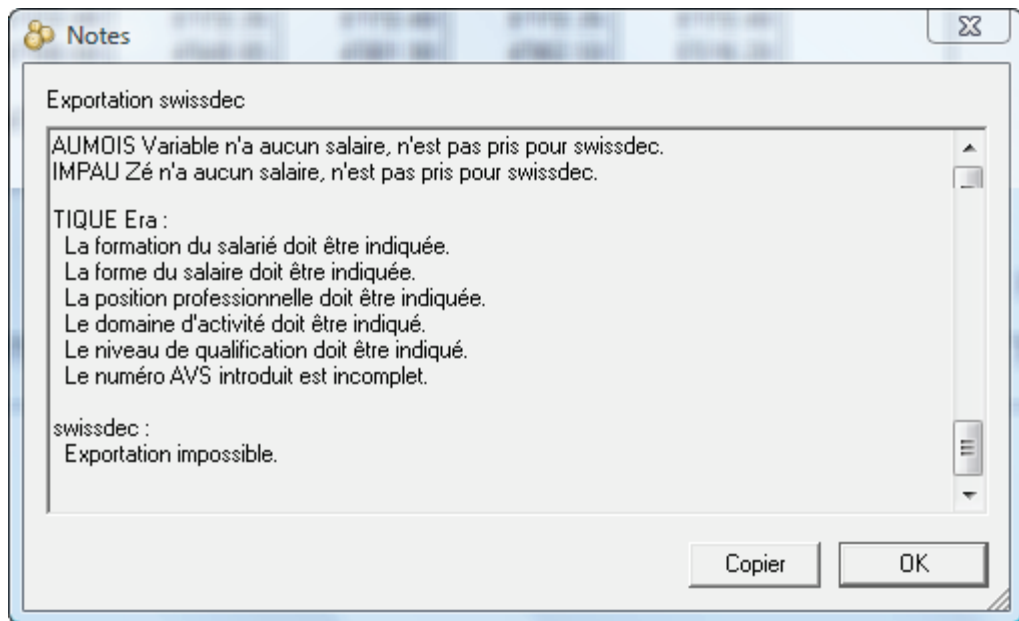 Notes
Exportation swissdec
AUMOIS Variable n'a aucun salaire, n'est pas pris pour swissdec.
IMPAU Zé n'a aucun salaire, n'est pas pris pour swissdec.
TIQUE Era :
La formation du salarié doit être indiquée.
La forme du salaire doit être indiquée.
La position professionnelle doit être indiquée.
Le domaine d'activité doit être indiqué.
Le niveau de qualification doit être indiqué.
Le numéro AVS introduit est incomplet.
swissdec :
Exportation impossible.
Copier
OK